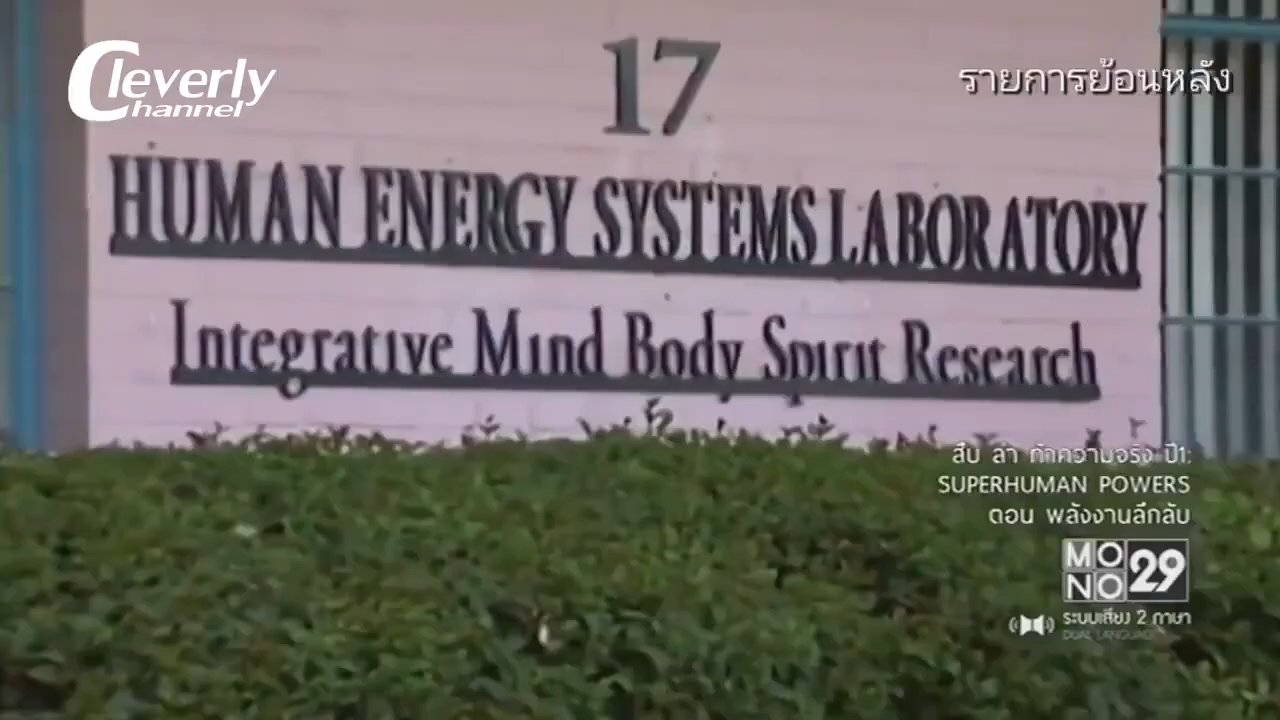 Cleverly
Channel
รายการย้อนหลัง
17
HUMAN ENERGY SYSTEMS LABORATORY
Integrative Mind Body Spirit Research
สืบ ล่า ท้าความจริง ปี1:
SUPERHUMAN POWERS
ตอน พลังงานลึกลับ
MONO 29
ระบบเสียง 2 ภาษา
DUAL LANGUAGE